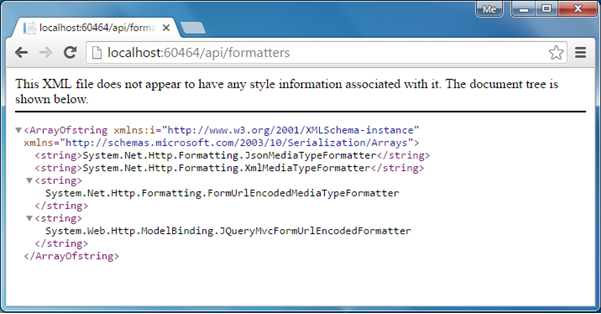 Me
localhost:60464/api/forma
localhost:60464/api/formatters
This XML file does not appear to have any style information associated with it. The document tree is
shown below.
<ArrayOfstring xmlns:i="http://www.w3.org/2001/XMLSchema-instance"
xmlns="http://schemas.microsoft.com/2003/10/Serialization/Arrays">
<string>System.Net.Http.Formatting.JsonMediaTypeFormatter</string>
<string>System.Net.Http.Formatting.XmlMediaTypeFormatter</string>
<string>
System.Net.Http.Formatting.FormUrlEncodedMediaTypeFormatter
</string>
<string>
System.Web.Http.ModelBinding.JQueryMvcFormUrlEncodedFormatter
</string>
</ArrayOfstring>